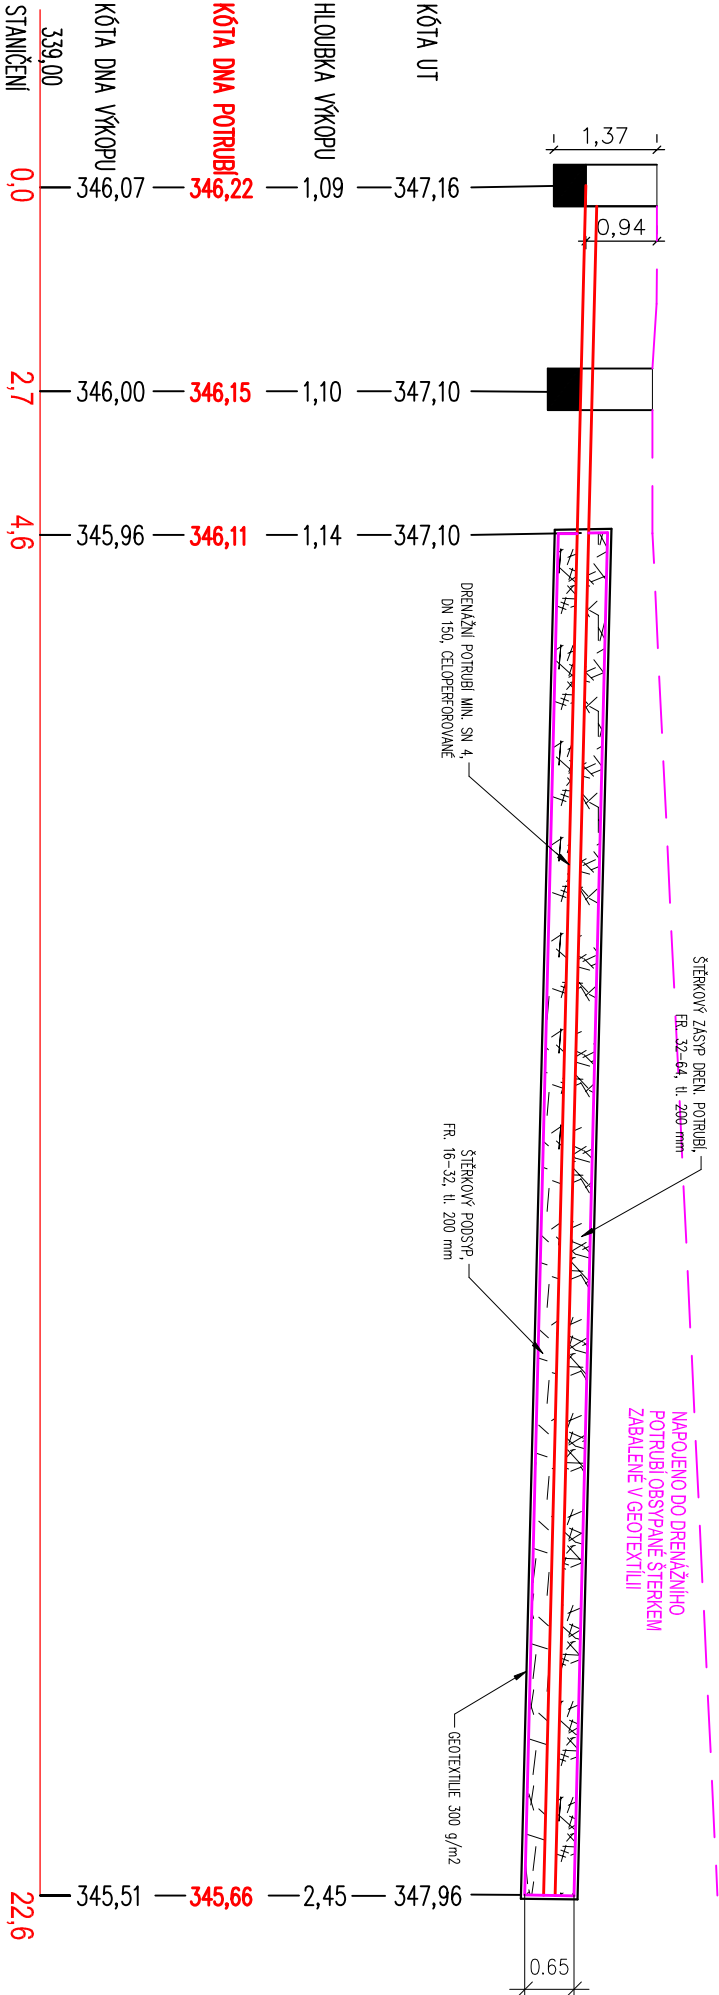 1,37
0,94
KÓTA UT
347,16
347,10
347,10
347,96
HLOUBKA VÝKOPU
1,09
1,10
1,14
2,45
KÓTA DNA POTRUBÍ
346,22
346,15
346,11
345,66
KÓTA DNA VÝKOPU
346,07
346,00
345,96
345,51
339,00
STANIČENÍ
0,0
2,7
4,6
22,6
DRENÁŽNÍ POTRUBÍ MIN. SN 4,
DN 150, CELOPERFOROVANÉ
ŠTĚRKOVÝ ZÁSYP DREN. POTRUBÍ,
FR. 32-64, tl. 200 mm
ŠTĚRKOVÝ PODSYP,
FR. 16-32, tl. 200 mm
NAPOJENO DO DRENÁŽNÍHO
POTRUBÍ OBSYPANÉ ŠTERKEM
ZABALENÉ V GEOTEXTÍLII
GEOTEXTILIE 300 g/m2
0.65